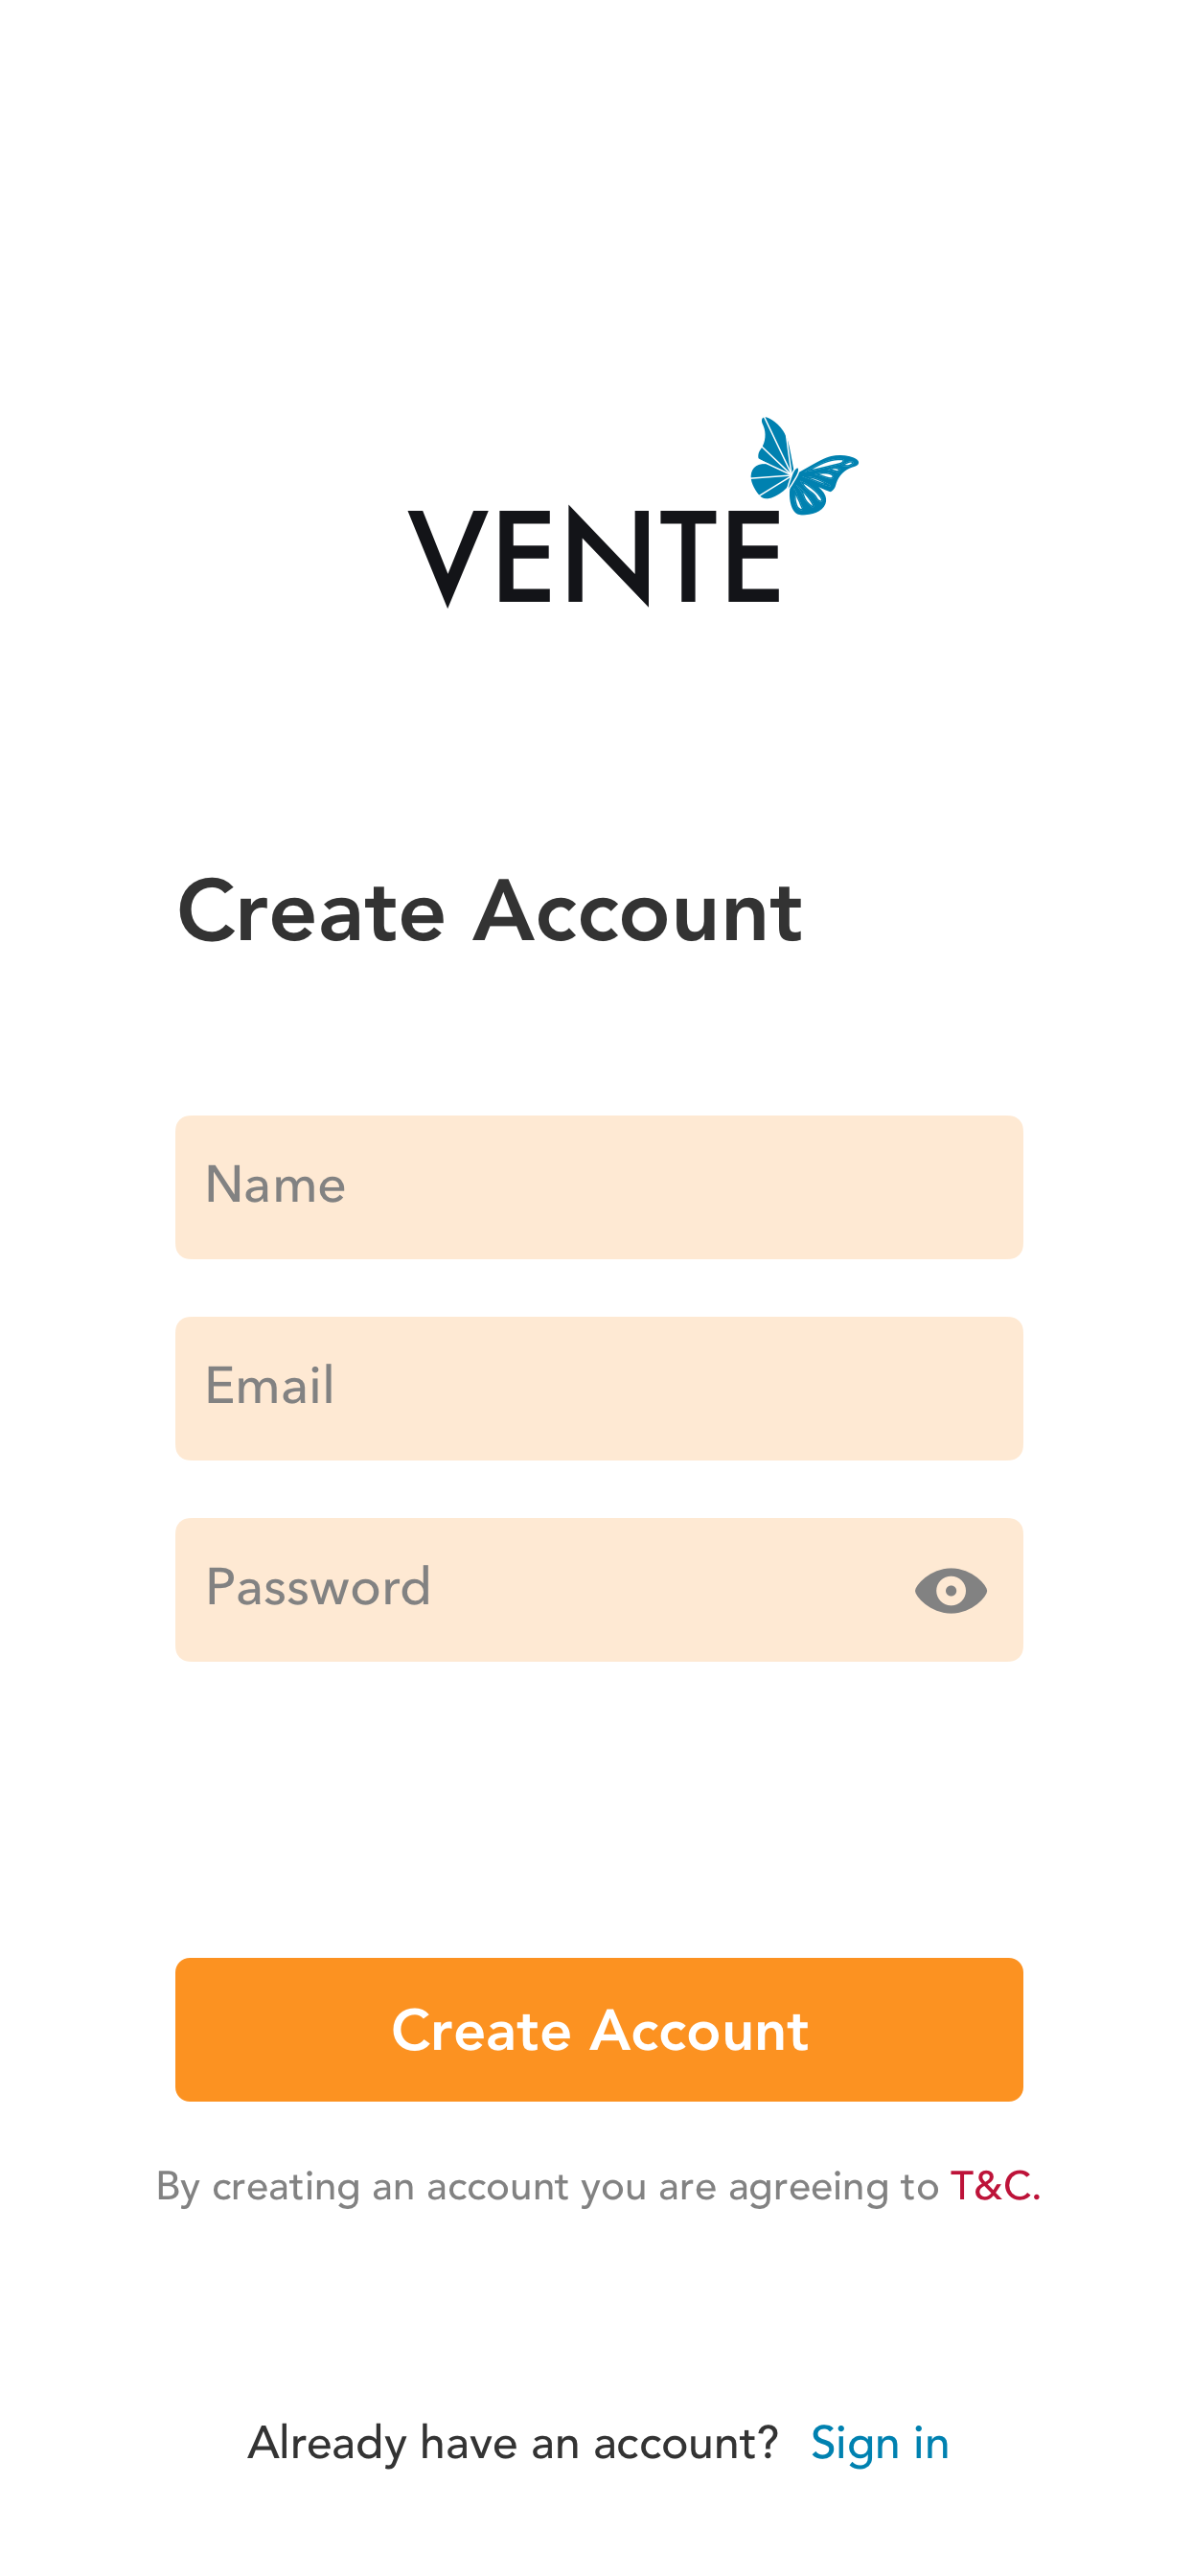 VENTE
Create Account
Name
Email
Password
Create Account
By creating an account you are agreeing to T&C.
Already have an account? Sign in